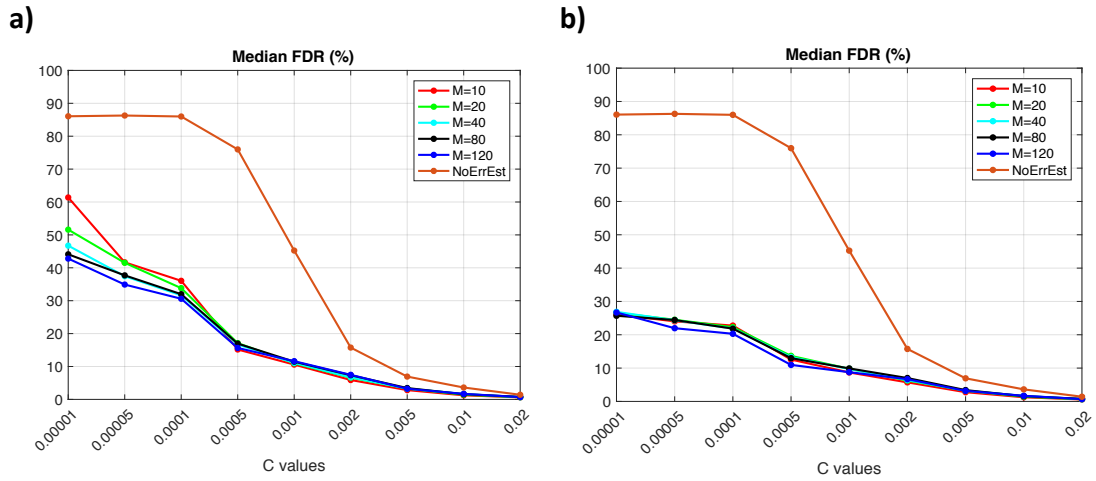 a)
Median FDR (%)
100
90
80
70
60
50
40
30
20
10
0
M=10
M=20
M=40
M=80
M=120
NoErrEst
0.00001
0.00005
0.0001
0.0005
0.001
0.002
0.005
0.01
0.02
C values
b)
Median FDR (%)
100
90
80
70
60
50
40
30
20
10
0
M=10
M=20
M=40
M=80
M=120
NoErrEst
0.00001
0.00005
0.0001
0.0005
0.001
0.002
0.005
0.01
0.02
C values